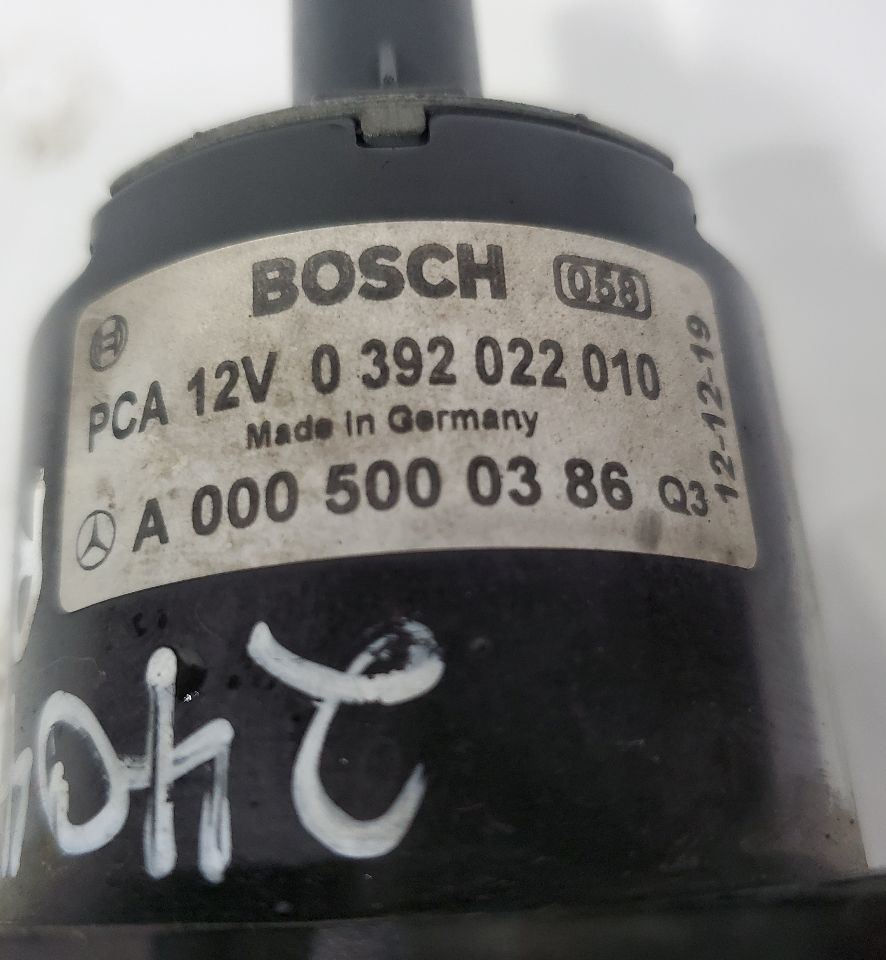 BOSCH 058
PCA 12V 0 392 022 010
Made in Germany
A 000 500 03 86 Q3
12-12-19